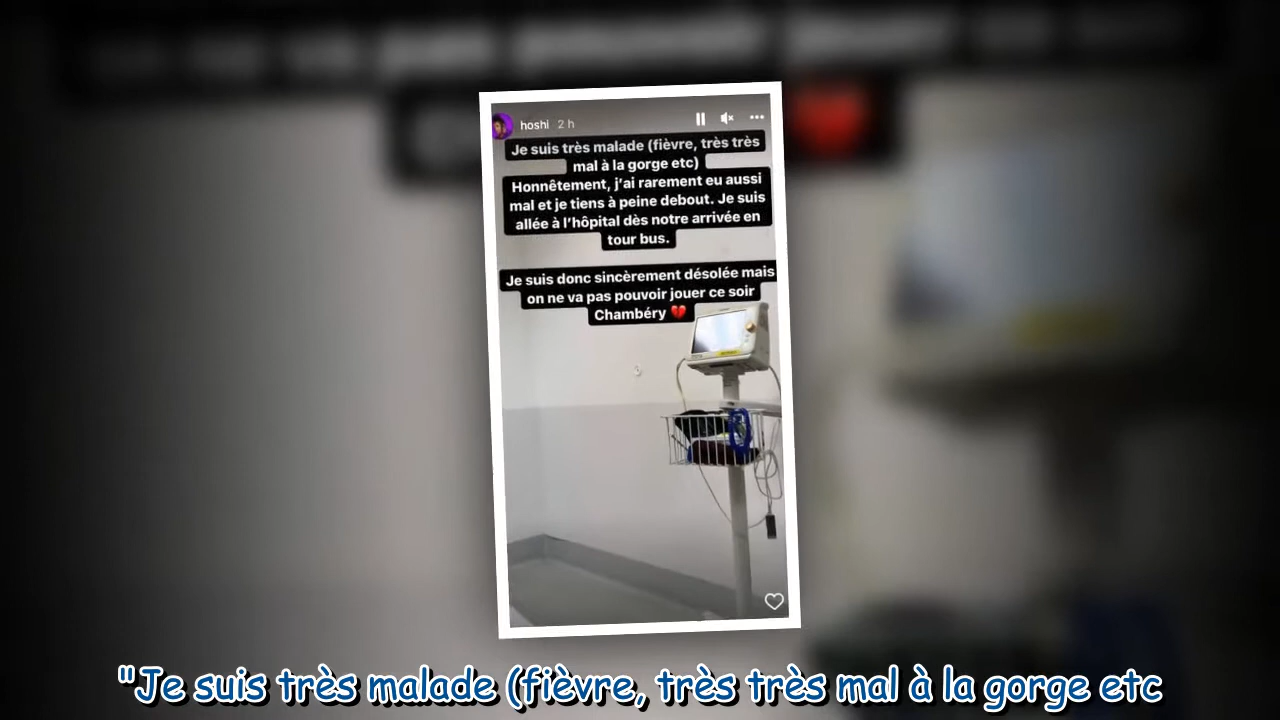 hoshi 2 h
Je suis très malade (fièvre, très très
mal à la gorge etc)
Honnêtement, j'ai rarement eu aussi
mal et je tiens à peine debout. Je suis
allée à l'hôpital dès notre arrivée en
tour bus.
Je suis donc sincèrement désolée mais
on ne va pas pouvoir jouer ce soir
Chambéry 💔
"Je suis très malade (fièvre, très très mal à la gorge etc